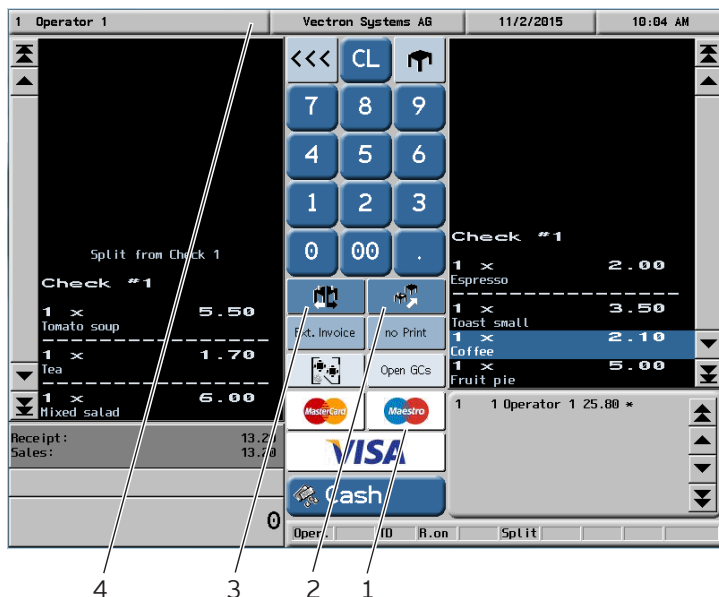 1 Operator 1 Vectron Systems AG 11/2/2015 10:04 AM
Split from Check 1
Check #1
1 x 5.50
Tomato soup
1 x 1.70
Tea
1 x 6.00
Mixed salad
Receipt: 13.20
Sales: 13.20
0
<<< CL
7 8 9
4 5 6
1 2 3
0 00 .
Ext. Invoice no Print
Open GCs
MasterCard Maestro
VISA
Cash
Check #1
1 x 2.00
Espresso
1 x 3.50
Toast small
1 x 2.10
Coffee
1 x 5.00
Fruit pie
1 1 Operator 1 25.80 *
Oper. TD R.on Split
4 3 2 1